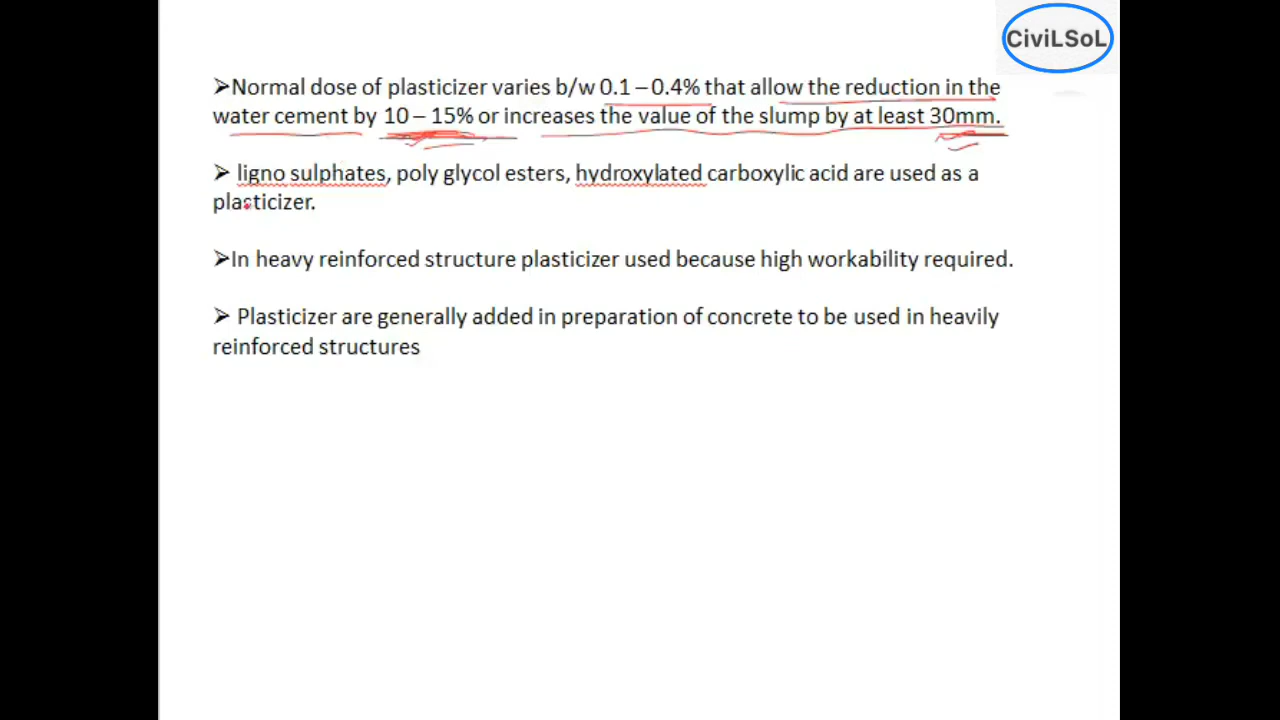 CiviLSoL
➢Normal dose of plasticizer varies b/w 0.1 – 0.4% that allow the reduction in the
water cement by 10 – 15% or increases the value of the slump by at least 30mm.
➢ ligno sulphates, poly glycol esters, hydroxylated carboxylic acid are used as a
plasticizer.
➢In heavy reinforced structure plasticizer used because high workability required.
➢ Plasticizer are generally added in preparation of concrete to be used in heavily
reinforced structures